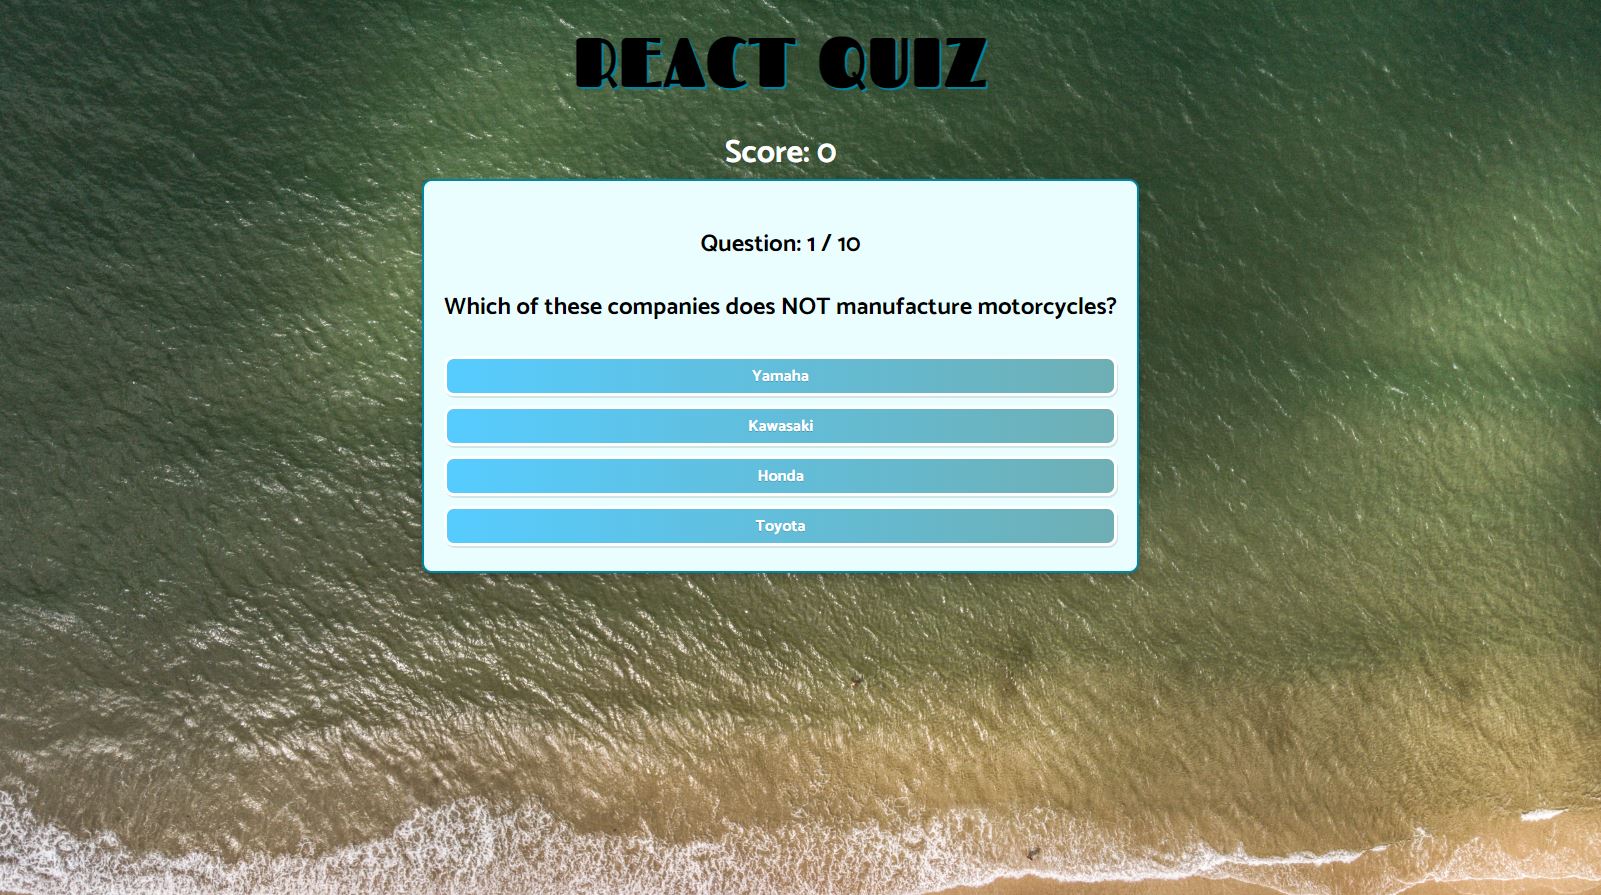 REACT QUIZ
Score: 0
Question: 1 / 10
Which of these companies does NOT manufacture motorcycles?
Yamaha
Kawasaki
Honda
Toyota